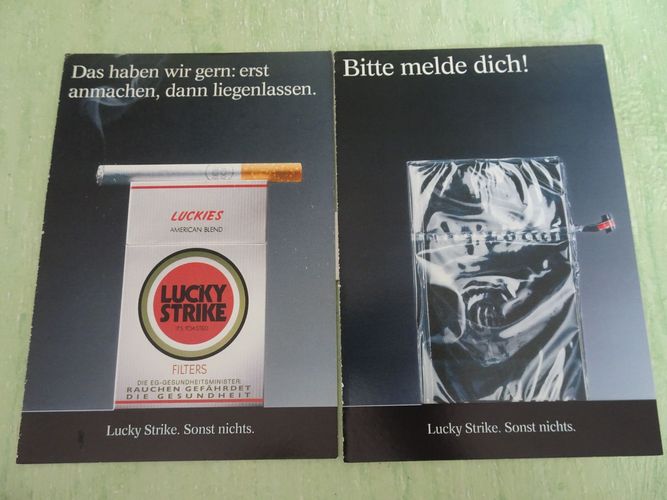 Das haben wir gern: erst
anmachen, dann liegenlassen.
LUCKIES
AMERICAN BLEND
LUCKY
STRIKE
IT'S TOASTED
FILTERS
DIE EG-GESUNDHEITSMINISTER:
RAUCHEN GEFÄHRDET
DIE GESUNDHEIT
Lucky Strike. Sonst nichts.
Bitte melde dich!
Lucky Strike. Sonst nichts.